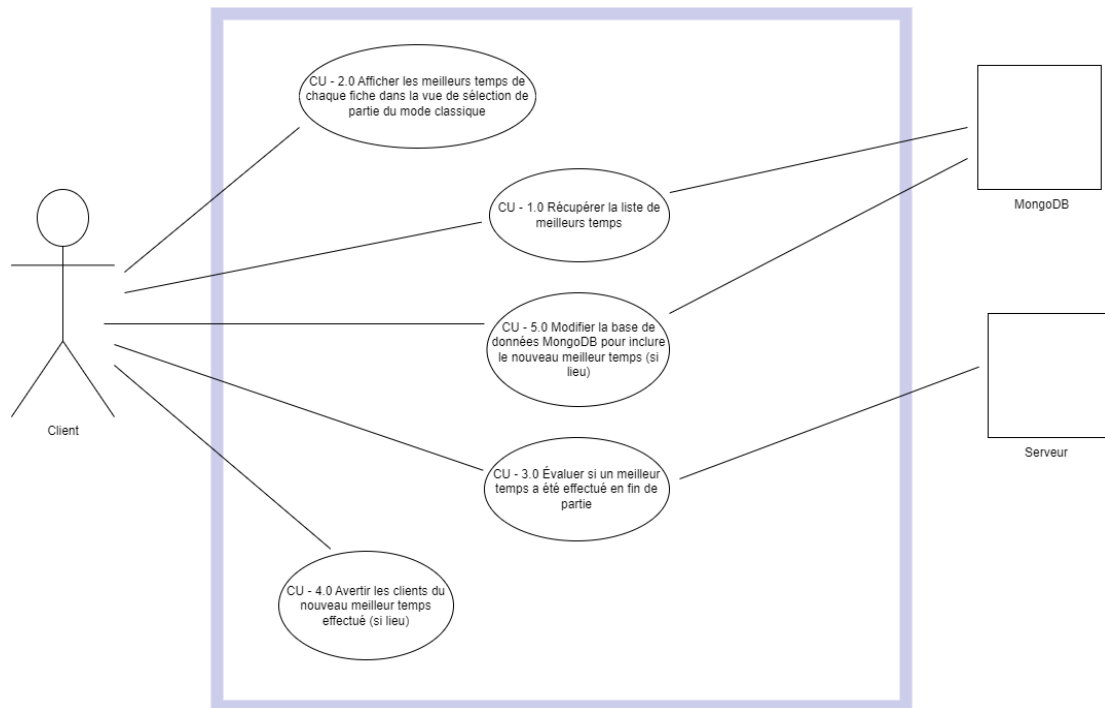 CU - 2.0 Afficher les meilleurs temps de
chaque fiche dans la vue de sélection de
partie du mode classique
CU - 1.0 Récupérer la liste de
meilleurs temps
MongoDB
CU - 5.0 Modifier la base de
données MongoDB pour inclure
le nouveau meilleur temps (si
lieu)
Client
CU - 3.0 Évaluer si un meilleur
temps a été effectué en fin de
partie
Serveur
CU - 4.0 Avertir les clients du
nouveau meilleur temps
effectué (si lieu)